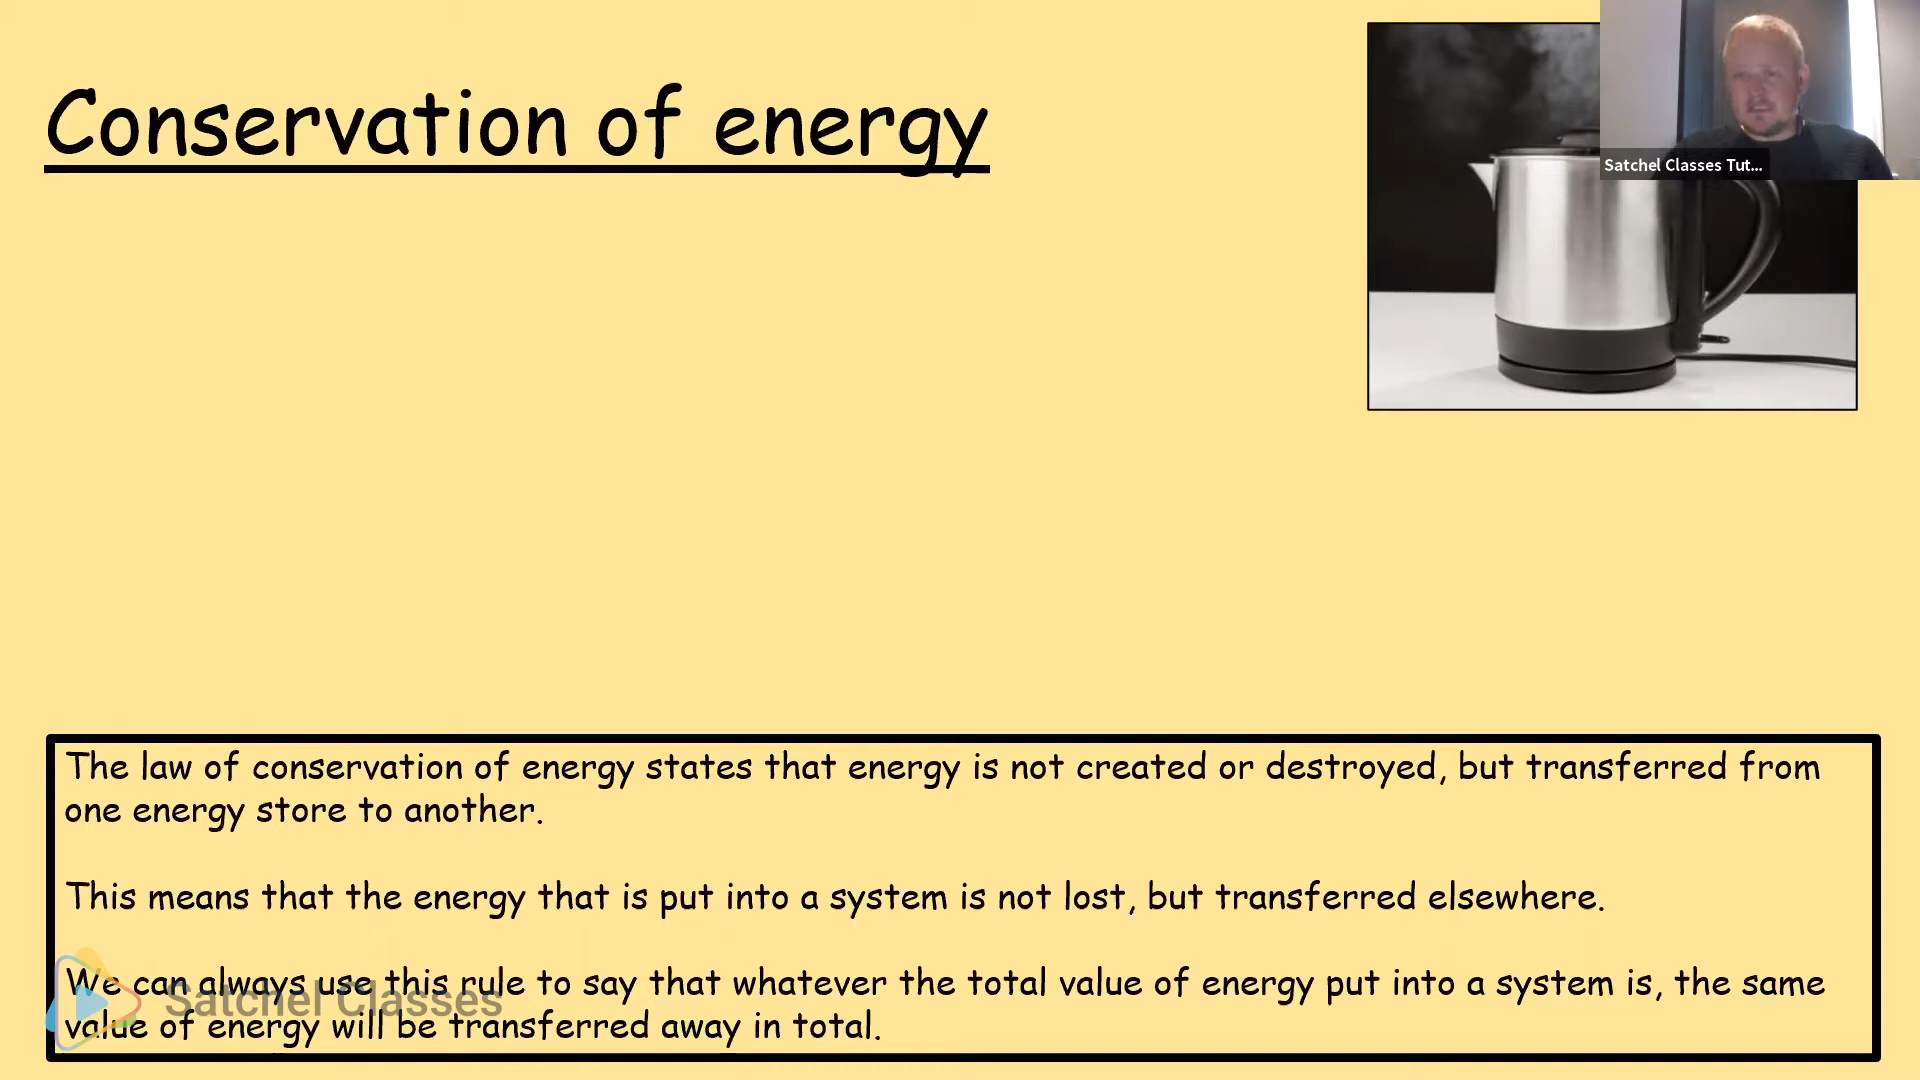 Conservation of energy
Satchel Classes Tut...
The law of conservation of energy states that energy is not created or destroyed, but transferred from
one energy store to another.
This means that the energy that is put into a system is not lost, but transferred elsewhere.
We can always use this rule to say that whatever the total value of energy put into a system is, the same
value of energy will be transferred away in total.
Satchel Classes